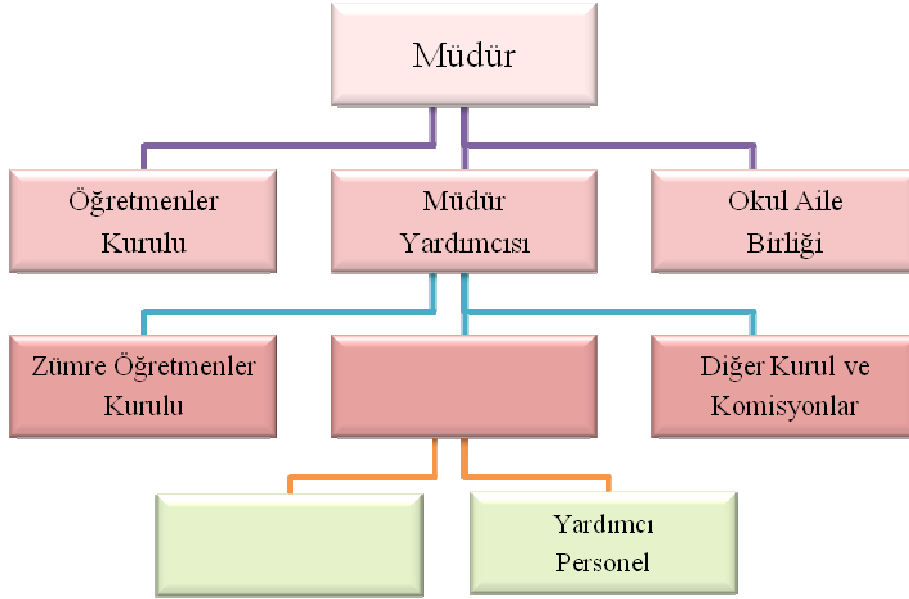 Müdür
Öğretmenler
Kurulu
Müdür
Yardımcısı
Okul Aile
Birliği
Zümre Öğretmenler
Kurulu
Diğer Kurul ve
Komisyonlar
Yardımcı
Personel